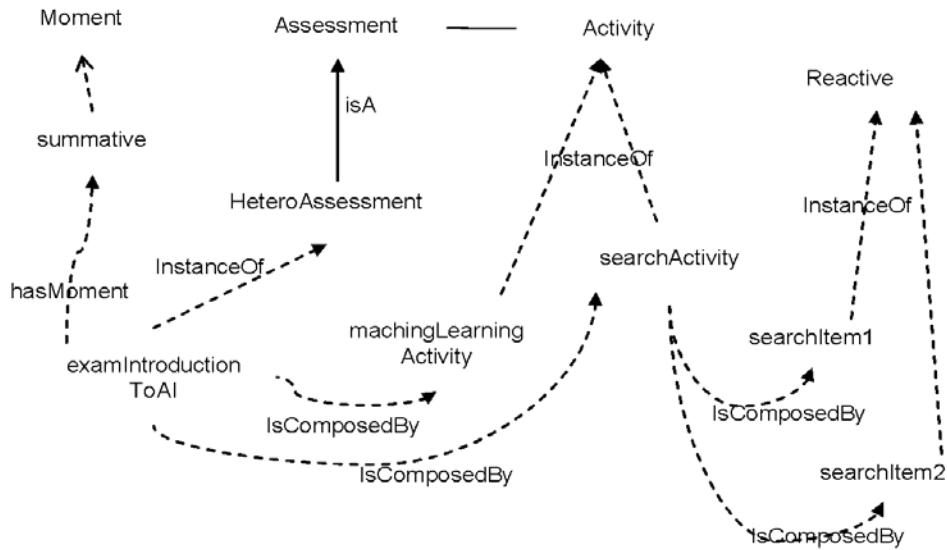 Moment
Assessment
Activity
Reactive
isA
summative
InstanceOf
HeteroAssessment
InstanceOf
InstanceOf
searchActivity
hasMoment
machingLearning
Activity
searchItem1
examIntroduction
ToAI
IsComposedBy
IsComposedBy
IsComposedBy
searchItem2
IsComposedBy